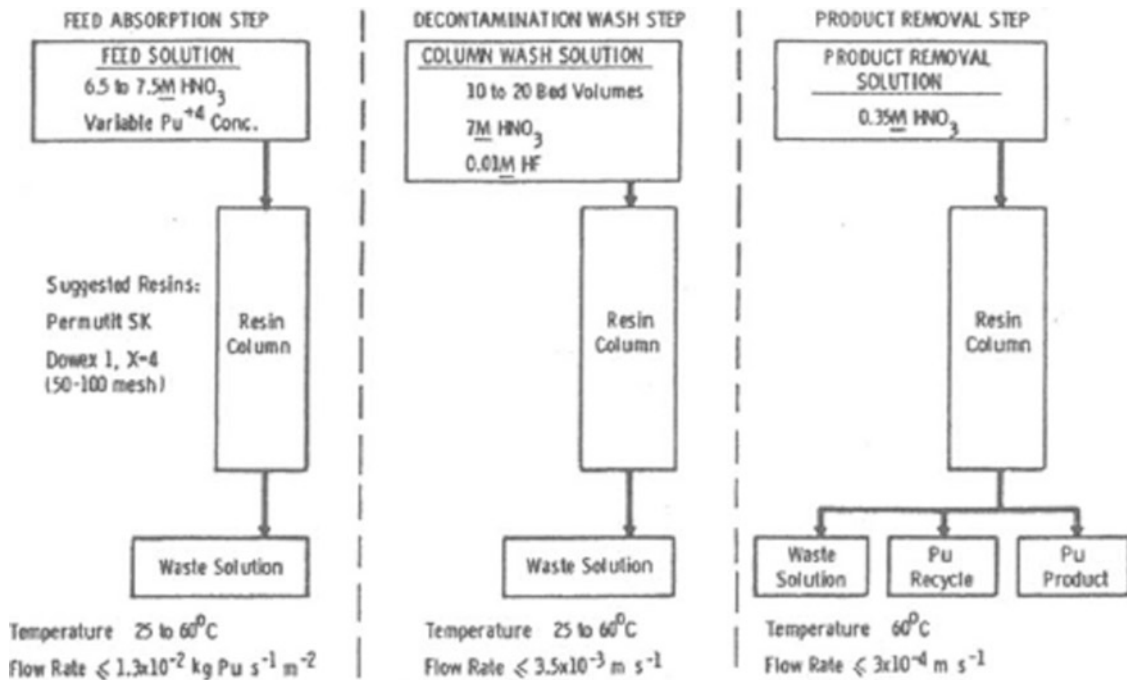 FEED ABSORPTION STEP
FEED SOLUTION
6.5 to 7.5M HNO3
Variable Pu+4 Conc.
Suggested Resins:
Permutit SK
Dowex 1, X-4
(50-100 mesh)
Resin
Column
Waste Solution
Temperature 25 to 60°C
Flow Rate ⩽ 1.3x10-2 kg Pu s-1 m-2
DECONTAMINATION WASH STEP
COLUMN WASH SOLUTION
10 to 20 Bed Volumes
7M HNO3
0.01M HF
Resin
Column
Waste Solution
Temperature 25 to 60°C
Flow Rate ⩽ 3.5x10-3 m s-1
PRODUCT REMOVAL STEP
PRODUCT REMOVAL
SOLUTION
0.35M HNO3
Resin
Column
Waste
Solution
Pu
Recycle
Pu
Product
Temperature 60°C
Flow Rate ⩽ 3x10-4 m s-1